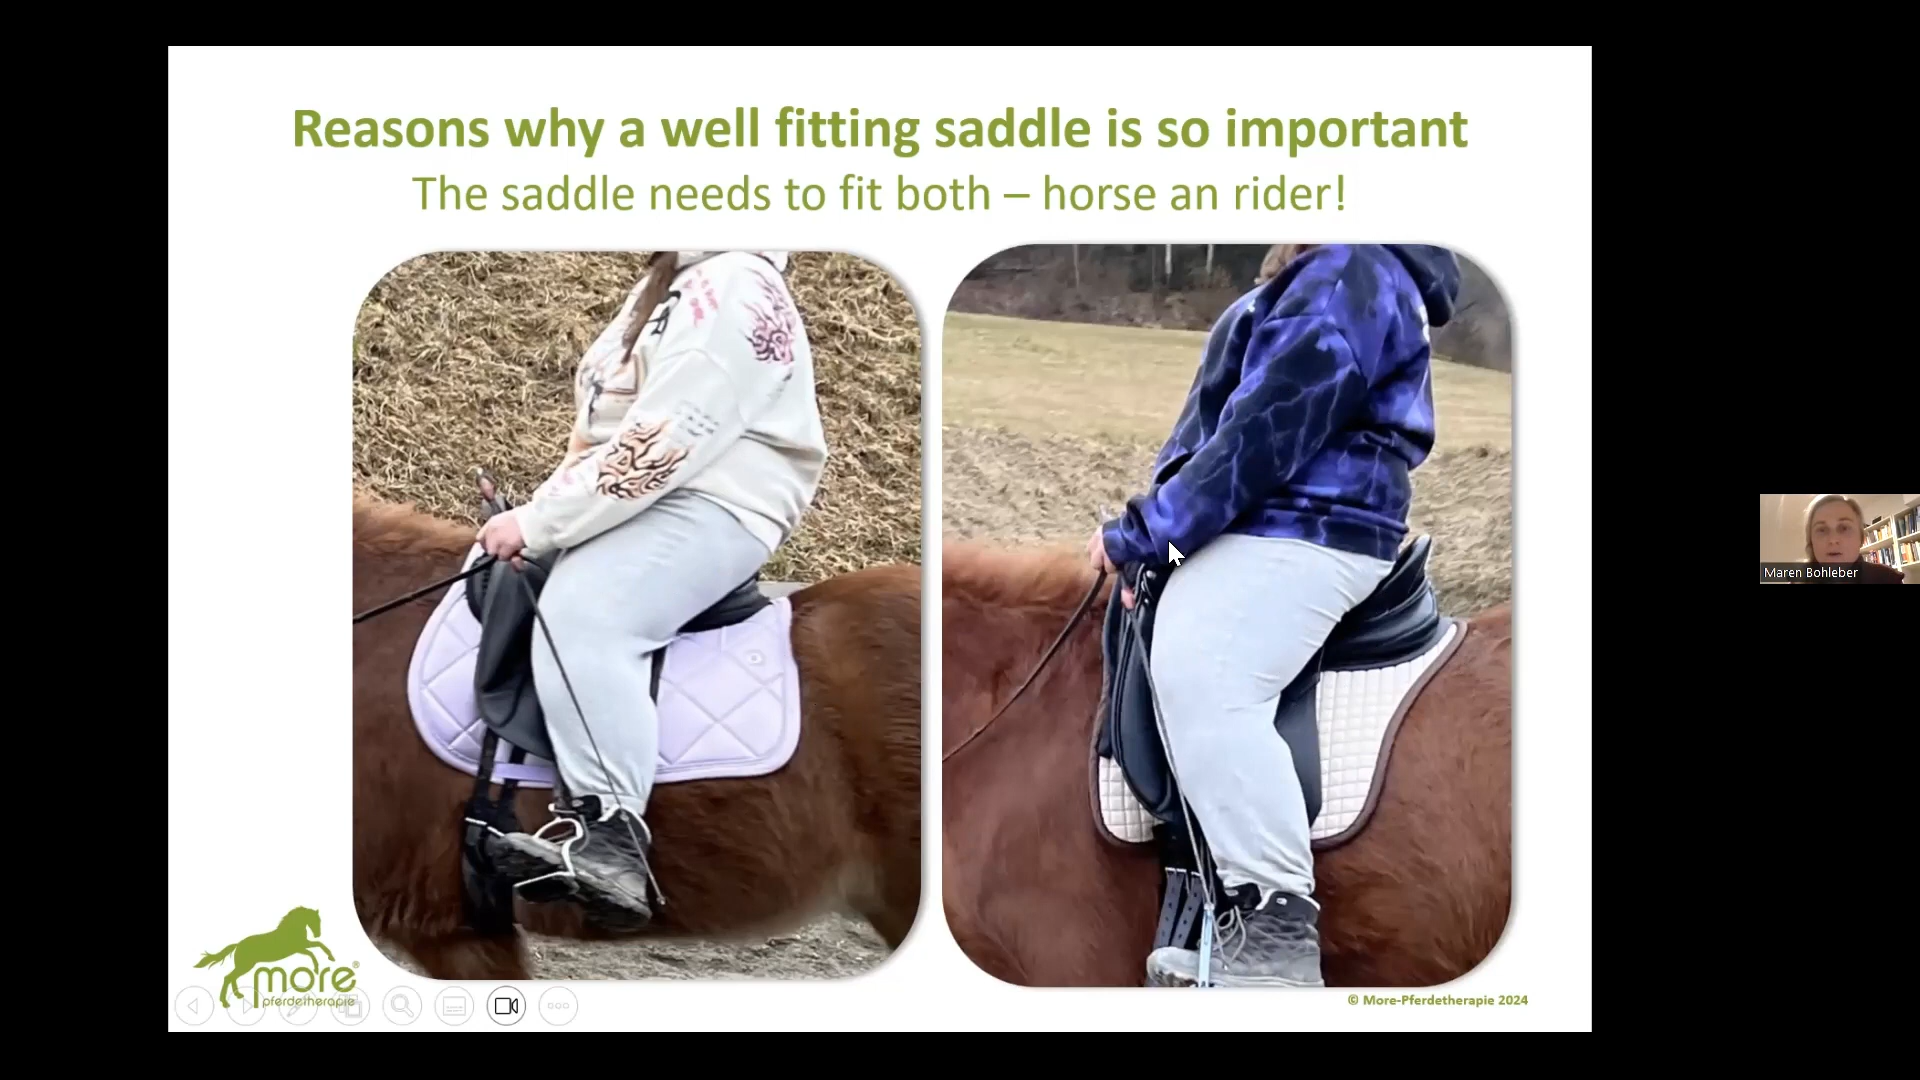 Reasons why a well fitting saddle is so important
The saddle needs to fit both – horse an rider!
Maren Bohleber
more®
pferdetherapie
© More-Pferdetherapie 2024